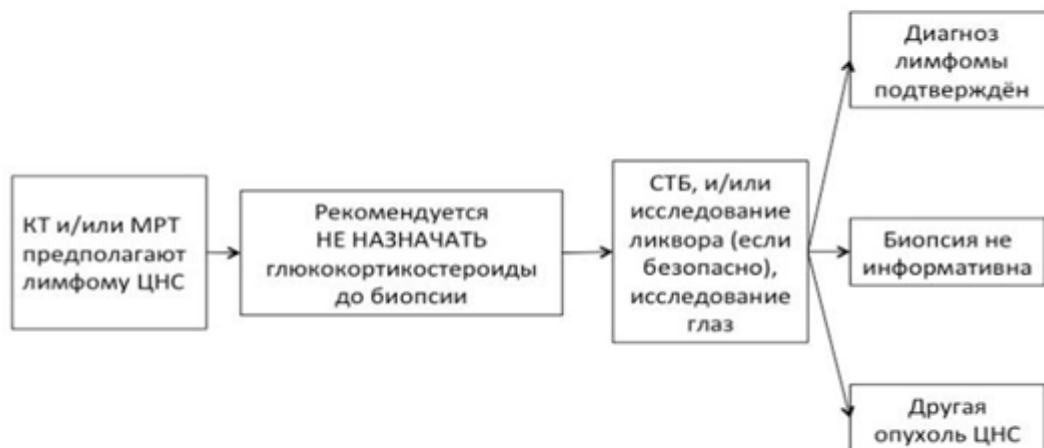 КТ и/или МРТ
предполагают
лимфому ЦНС
Рекомендуется
НЕ НАЗНАЧАТЬ
глюкокортикостероиды
до биопсии
СТБ, и/или
исследование
ликвора (если
безопасно),
исследование
глаз
Диагноз
лимфомы
подтверждён
Биопсия не
информативна
Другая
опухоль ЦНС